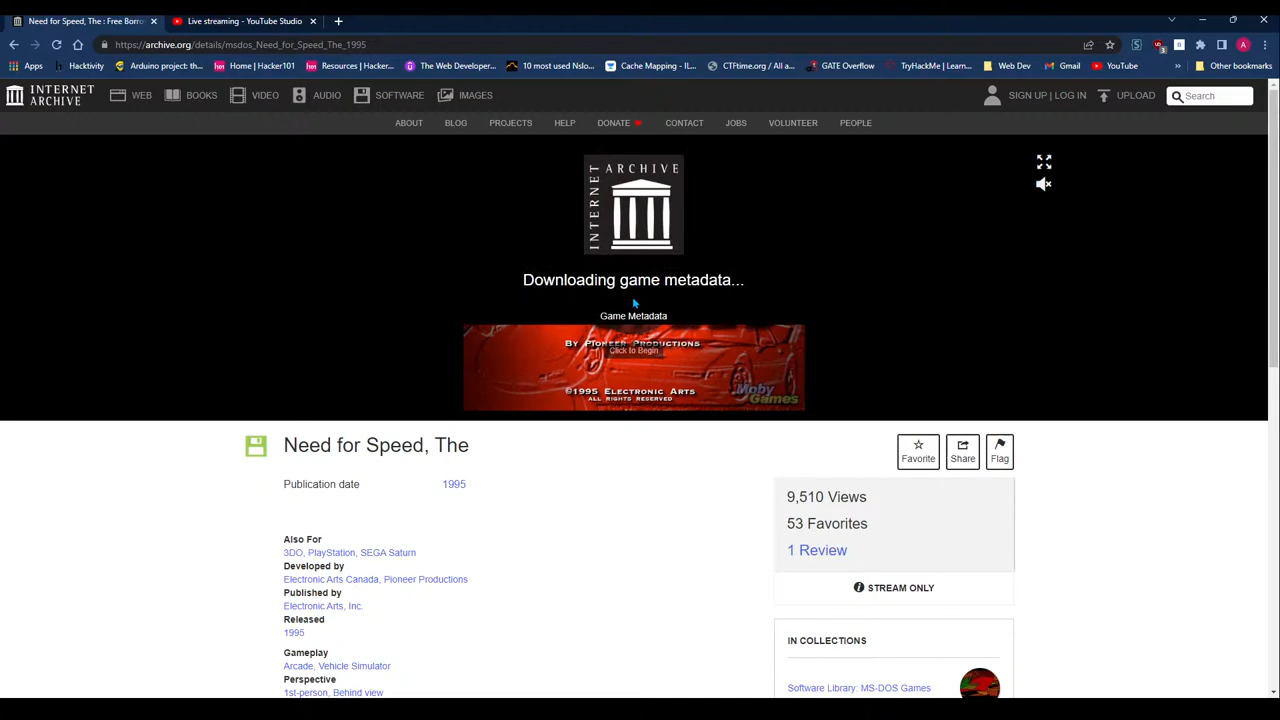 Need for Speed, The : Free Borro
Live streaming - YouTube Studio
https://archive.org/details/msdos_Need_for_Speed_The_1995
A
Apps
Hacktivity
Arduino project: th...
Home | Hacker101
Resources | Hacker...
The Web Developer...
10 most used Nslo...
Cache Mapping - IL...
CTFtime.org / All a...
GATE Overflow
TryHackMe | Learn...
Web Dev
Gmail
YouTube
»
Other bookmarks
INTERNET
ARCHIVE
WEB
BOOKS
VIDEO
AUDIO
SOFTWARE
IMAGES
SIGN UP | LOG IN
UPLOAD
Search
ABOUT
BLOG
PROJECTS
HELP
DONATE
CONTACT
JOBS
VOLUNTEER
PEOPLE
INTERNET
ARCHIVE
Downloading game metadata...
Game Metadata
BY PIONEER PRODUCTIONS
Click to Begin
©1995 ELECTRONIC ARTS
ALL RIGHTS RESERVED
Moby
Games
Need for Speed, The
Favorite
Share
Flag
Publication date 1995
9,510 Views
53 Favorites
1 Review
STREAM ONLY
Also For
3DO, PlayStation, SEGA Saturn
Developed by
Electronic Arts Canada, Pioneer Productions
Published by
Electronic Arts, Inc.
Released
1995
Gameplay
Arcade, Vehicle Simulator
Perspective
1st-person, Behind view
IN COLLECTIONS
Software Library: MS-DOS Games